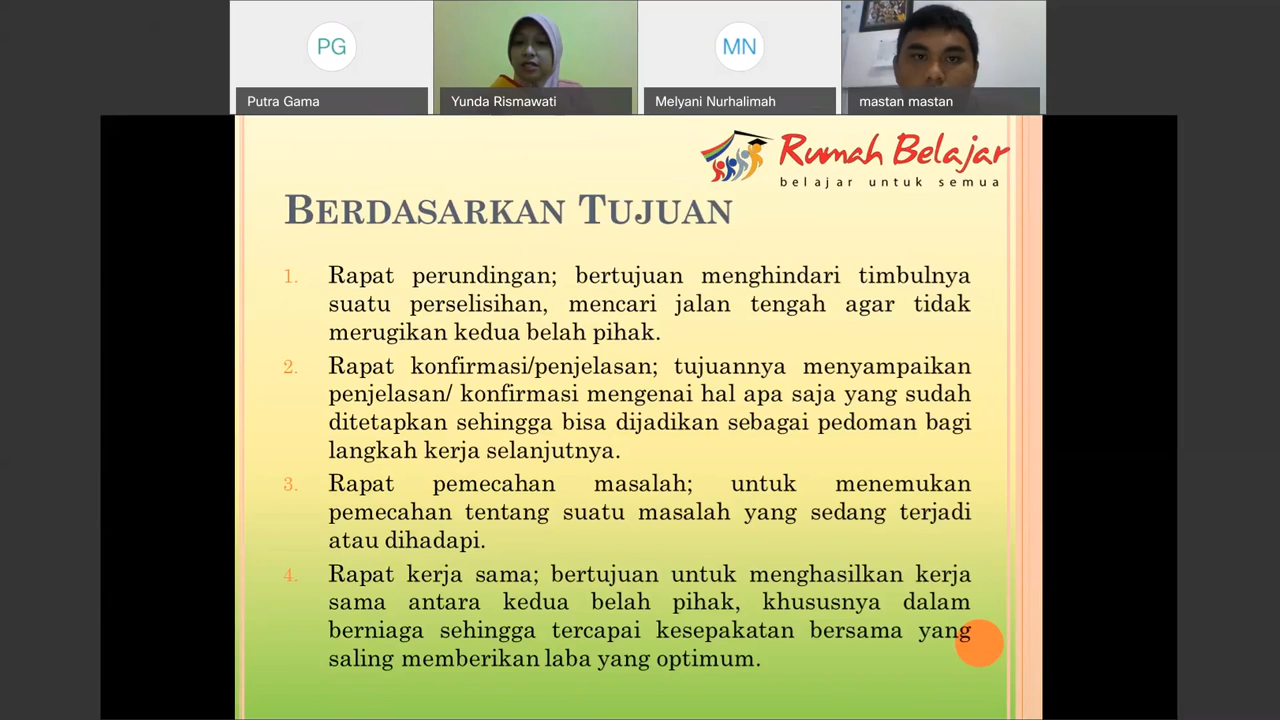 PG
MN
Putra Gama
Yunda Rismawati
Melyani Nurhalimah
mastan mastan
Rumah Belajar
belajar untuk semua
BERDASARKAN TUJUAN
1. Rapat perundingan; bertujuan menghindari timbulnya
suatu perselisihan, mencari jalan tengah agar tidak
merugikan kedua belah pihak.
2. Rapat konfirmasi/penjelasan; tujuannya menyampaikan
penjelasan/ konfirmasi mengenai hal apa saja yang sudah
ditetapkan sehingga bisa dijadikan sebagai pedoman bagi
langkah kerja selanjutnya.
3. Rapat pemecahan masalah; untuk menemukan
pemecahan tentang suatu masalah yang sedang terjadi
atau dihadapi.
4. Rapat kerja sama; bertujuan untuk menghasilkan kerja
sama antara kedua belah pihak, khususnya dalam
berniaga sehingga tercapai kesepakatan bersama yang
saling memberikan laba yang optimum.